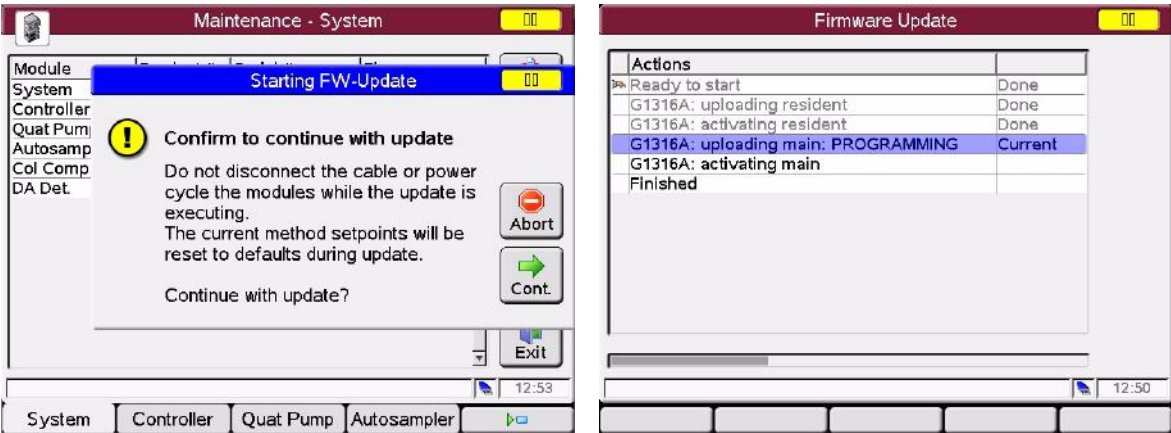 Maintenance - System
Module
System
Controller
Quat Pum
Autosamp
Col Comp
DA Det.
Starting FW-Update
Confirm to continue with update
Do not disconnect the cable or power
cycle the modules while the update is
executing.
The current method setpoints will be
reset to defaults during update.
Continue with update?
Abort
Cont.
Exit
12:53
System Controller Quat Pump Autosampler
Firmware Update
Actions
Ready to start Done
G1316A: uploading resident Done
G1316A: activating resident Done
G1316A: uploading main: PROGRAMMING Current
G1316A: activating main
Finished
12:50